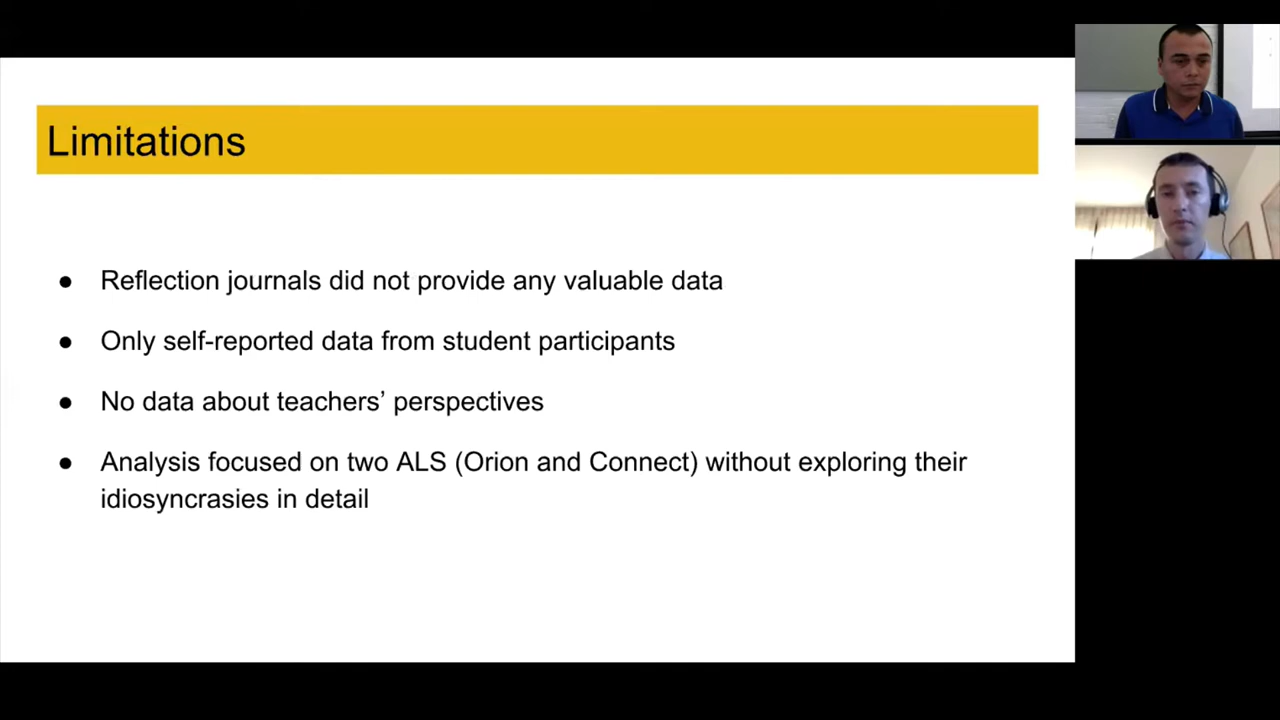 Limitations
● Reflection journals did not provide any valuable data
● Only self-reported data from student participants
● No data about teachers’ perspectives
● Analysis focused on two ALS (Orion and Connect) without exploring their
idiosyncrasies in detail